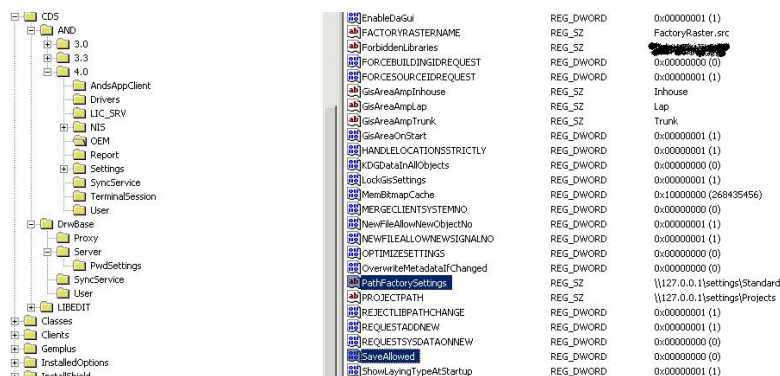 CDS
AND
3.0
3.3
4.0
AndsAppClient
Drivers
LIC_SRV
NIS
OEM
Report
Settings
SyncService
TerminalSession
User
DrwBase
Proxy
Server
PwdSettings
SyncService
User
LIBEDIT
Classes
Clients
Gemplus
InstalledOptions
InstallShield
EnableDaGui REG_DWORD 0x00000001 (1)
FACTORYRASTERNAME REG_SZ FactoryRaster.src
ForbiddenLibraries REG_SZ
FORCEBUILDINGIDREQUEST REG_DWORD 0x00000000 (0)
FORCESOURCEIDREQUEST REG_DWORD 0x00000001 (1)
GisAreaAmpInhouse REG_SZ Inhouse
GisAreaAmpLap REG_SZ Lap
GisAreaAmpTrunk REG_SZ Trunk
GisAreaOnStart REG_DWORD 0x00000001 (1)
HANDLELOCATIONSSTRICTLY REG_DWORD 0x00000001 (1)
KDGDataInAllObjects REG_DWORD 0x00000000 (0)
LockGisSettings REG_DWORD 0x00000001 (1)
MemBitmapCache REG_DWORD 0x10000000 (268435456)
MERGECLIENTSYSTEMNO REG_DWORD 0x00000000 (0)
NewFileAllowNewObjectNo REG_DWORD 0x00000001 (1)
NEWFILEALLOWNEWSIGNALNO REG_DWORD 0x00000001 (1)
OPTIMIZESETTINGS REG_DWORD 0x00000000 (0)
OverwriteMetadataIfChanged REG_DWORD 0x00000000 (0)
PathFactorySettings REG_SZ \\127.0.0.1\settings\Standard
PROJECTPATH REG_SZ \\127.0.0.1\settings\Projects
REJECTLIBPATHCHANGE REG_DWORD 0x00000001 (1)
REQUESTADDNEW REG_DWORD 0x00000001 (1)
REQUESTSYSDATAONNEW REG_DWORD 0x00000000 (0)
SaveAllowed REG_DWORD 0x00000000 (0)
ShowLayingTypeAtStartup REG_DWORD 0x00000001 (1)